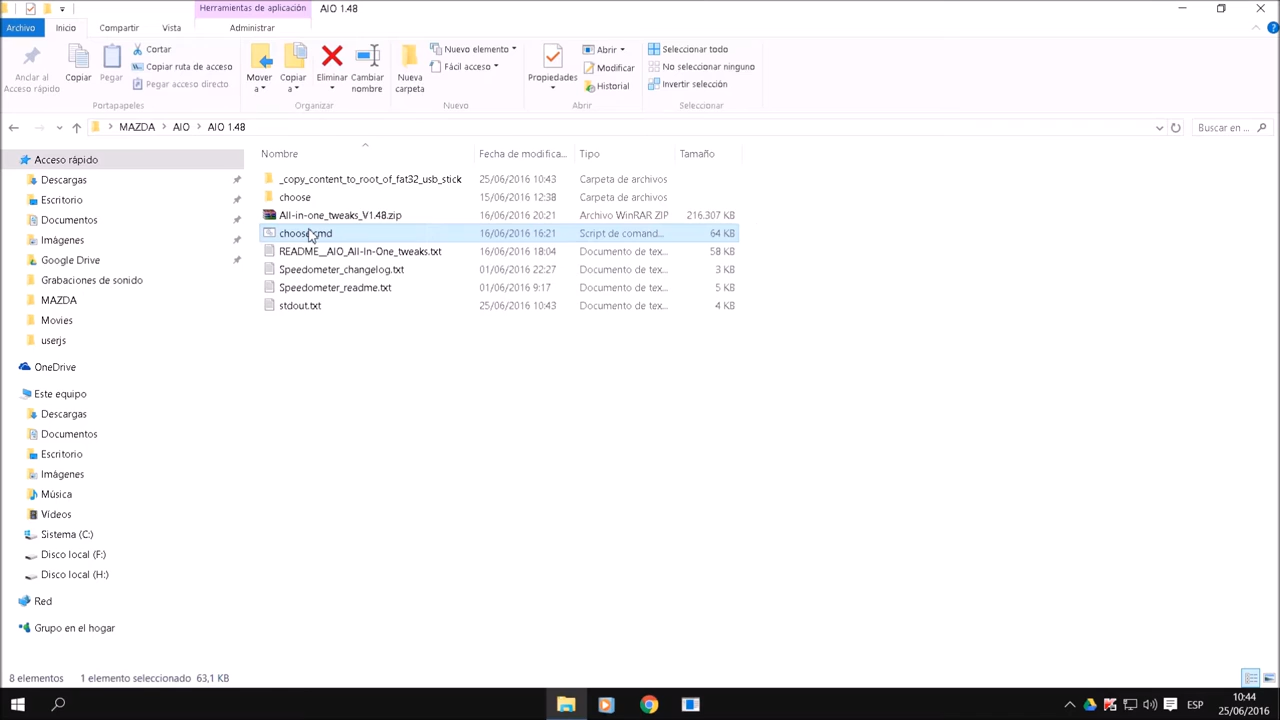 Herramientas de aplicación
AIO 1.48
Archivo
Inicio
Compartir
Vista
Administrar
Anclar al
Acceso rápido
Copiar
Pegar
Cortar
Copiar ruta de acceso
Pegar acceso directo
Portapapeles
Mover
a
Copiar
a
Eliminar
Cambiar
nombre
Organizar
Nueva
carpeta
Nuevo elemento
Fácil acceso
Nuevo
Propiedades
Abrir
Modificar
Historial
Abrir
Seleccionar todo
No seleccionar ninguno
Invertir selección
Seleccionar
MAZDA > AIO > AIO 1.48
Buscar en ...
Nombre Fecha de modifica... Tipo Tamaño
_copy_content_to_root_of_fat32_usb_stick 25/06/2016 10:43 Carpeta de archivos
choose 15/06/2016 12:38 Carpeta de archivos
All-in-one_tweaks_V1.48.zip 16/06/2016 20:21 Archivo WinRAR ZIP 216.307 KB
choose.cmd 16/06/2016 16:21 Script de comand... 64 KB
README__AIO_All-In-One_tweaks.txt 16/06/2016 18:04 Documento de tex... 58 KB
Speedometer_changelog.txt 01/06/2016 22:27 Documento de tex... 3 KB
Speedometer_readme.txt 01/06/2016 9:17 Documento de tex... 5 KB
stdout.txt 25/06/2016 10:43 Documento de tex... 4 KB
Acceso rápido
Descargas
Escritorio
Documentos
Imágenes
Google Drive
Grabaciones de sonido
MAZDA
Movies
userjs
OneDrive
Este equipo
Descargas
Documentos
Escritorio
Imágenes
Música
Vídeos
Sistema (C:)
Disco local (F:)
Disco local (H:)
Red
Grupo en el hogar
8 elementos 1 elemento seleccionado 63,1 KB
ESP
10:44
25/06/2016